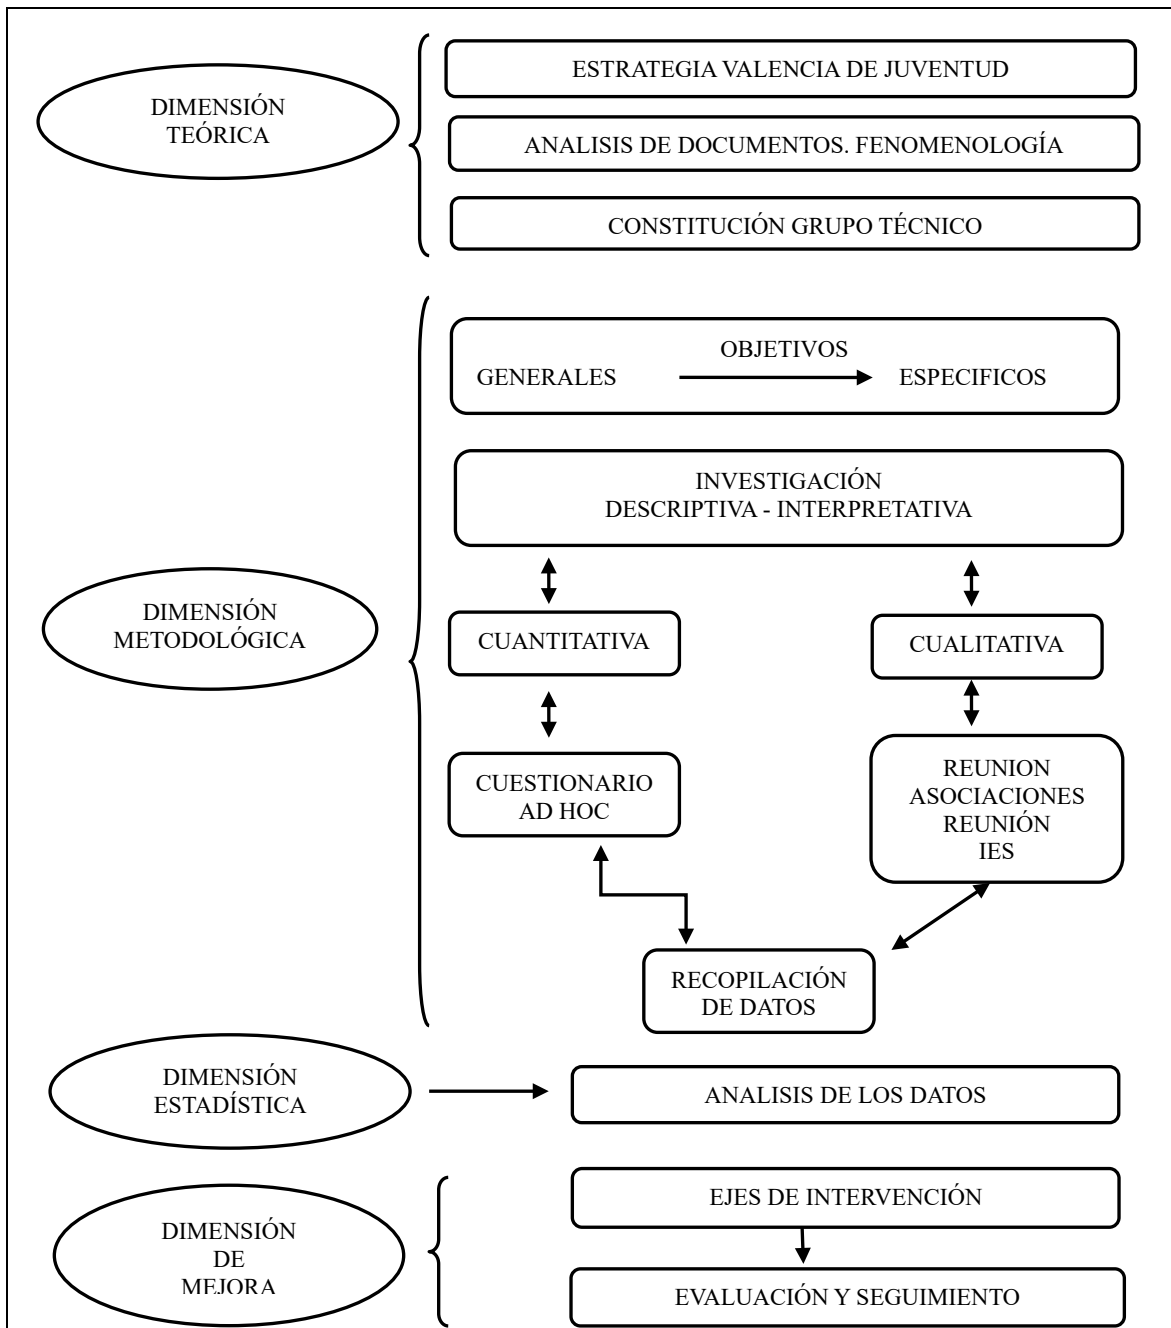 DIMENSIÓN
TEÓRICA
ESTRATEGIA VALENCIA DE JUVENTUD
ANALISIS DE DOCUMENTOS. FENOMENOLOGÍA
CONSTITUCIÓN GRUPO TÉCNICO
DIMENSIÓN
METODOLÓGICA
OBJETIVOS
GENERALES
ESPECIFICOS
INVESTIGACIÓN
DESCRIPTIVA - INTERPRETATIVA
CUANTITATIVA
CUALITATIVA
CUESTIONARIO
AD HOC
REUNION
ASOCIACIONES
REUNIÓN
IES
RECOPILACIÓN
DE DATOS
DIMENSIÓN
ESTADÍSTICA
ANALISIS DE LOS DATOS
DIMENSIÓN
DE
MEJORA
EJES DE INTERVENCIÓN
EVALUACIÓN Y SEGUIMIENTO